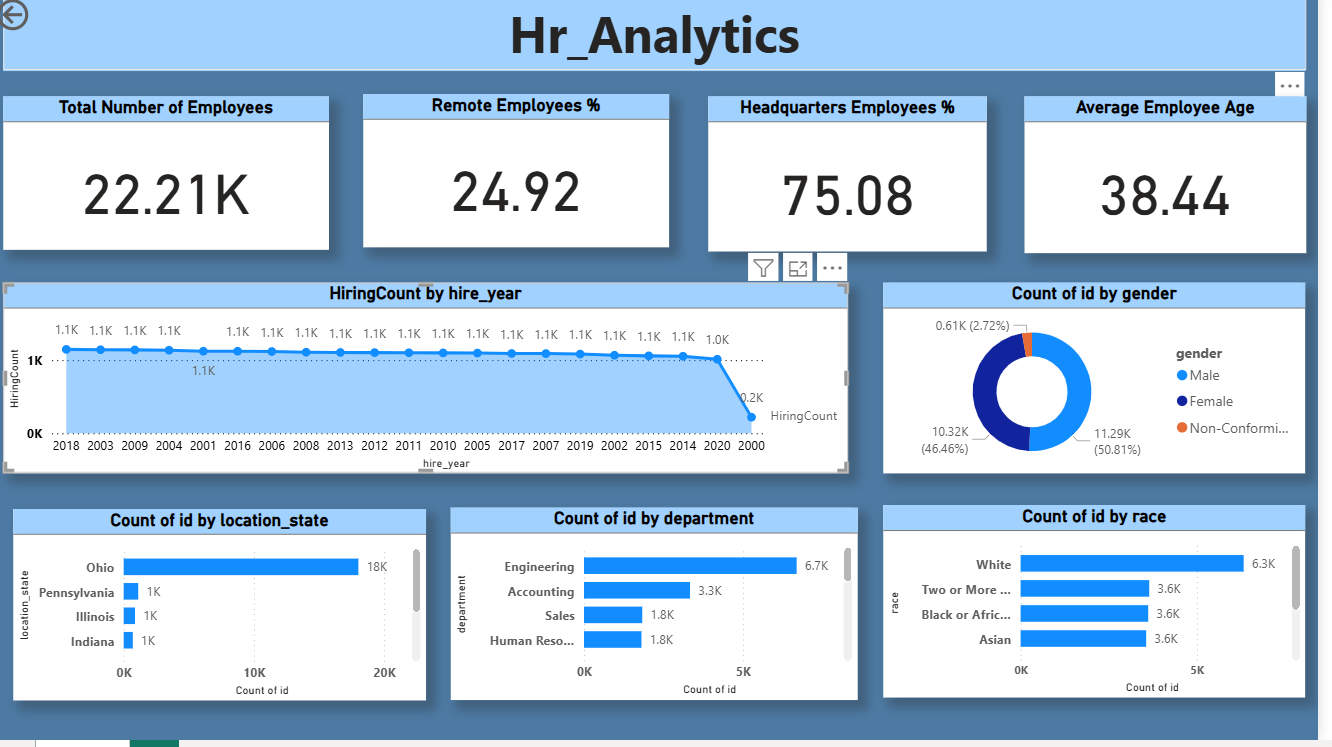 Hr_Analytics
Total Number of Employees
22.21K
Remote Employees %
24.92
Headquarters Employees %
75.08
Average Employee Age
38.44
HiringCount by hire_year
1.1K 1.1K 1.1K 1.1K 1.1K 1.1K 1.1K 1.1K 1.1K 1.1K 1.1K 1.1K 1.1K 1.1K 1.1K 1.1K 1.1K 1.1K 1.0K
1.1K
0.2K
HiringCount
HiringCount
1K
0K
2018 2003 2009 2004 2001 2016 2006 2008 2013 2012 2011 2010 2005 2017 2007 2019 2002 2015 2014 2020 2000
hire_year
Count of id by gender
0.61K (2.72%)
10.32K
(46.46%)
11.29K
(50.81%)
gender
Male
Female
Non-Conformi...
Count of id by location_state
location_state
Ohio 18K
Pennsylvania 1K
Illinois 1K
Indiana 1K
0K 10K 20K
Count of id
Count of id by department
department
Engineering 6.7K
Accounting 3.3K
Sales 1.8K
Human Reso... 1.8K
0K 5K
Count of id
Count of id by race
race
White 6.3K
Two or More ... 3.6K
Black or Afric... 3.6K
Asian 3.6K
0K 5K
Count of id